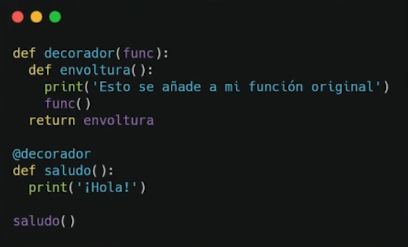 def decorador(func):
  def envoltura():
    print('Esto se añade a mi función original')
    func()
  return envoltura

@decorador
def saludo():
  print('¡Hola!')

saludo()